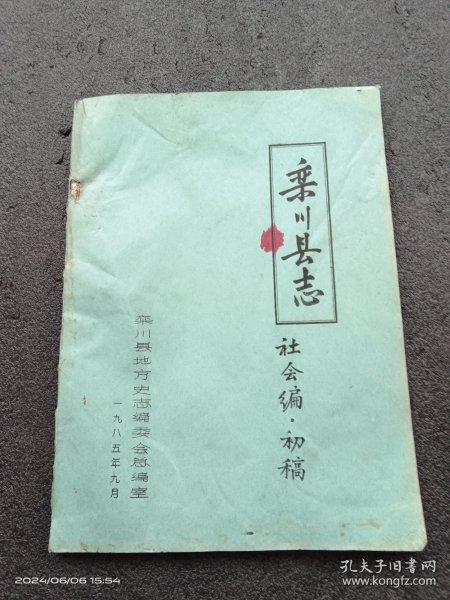 栾川县志
社会编·初稿
栾川县地方史志编委会总编室
一九八五年九月
2024/06/06 15:54
孔夫子旧书网
www.kongfz.com